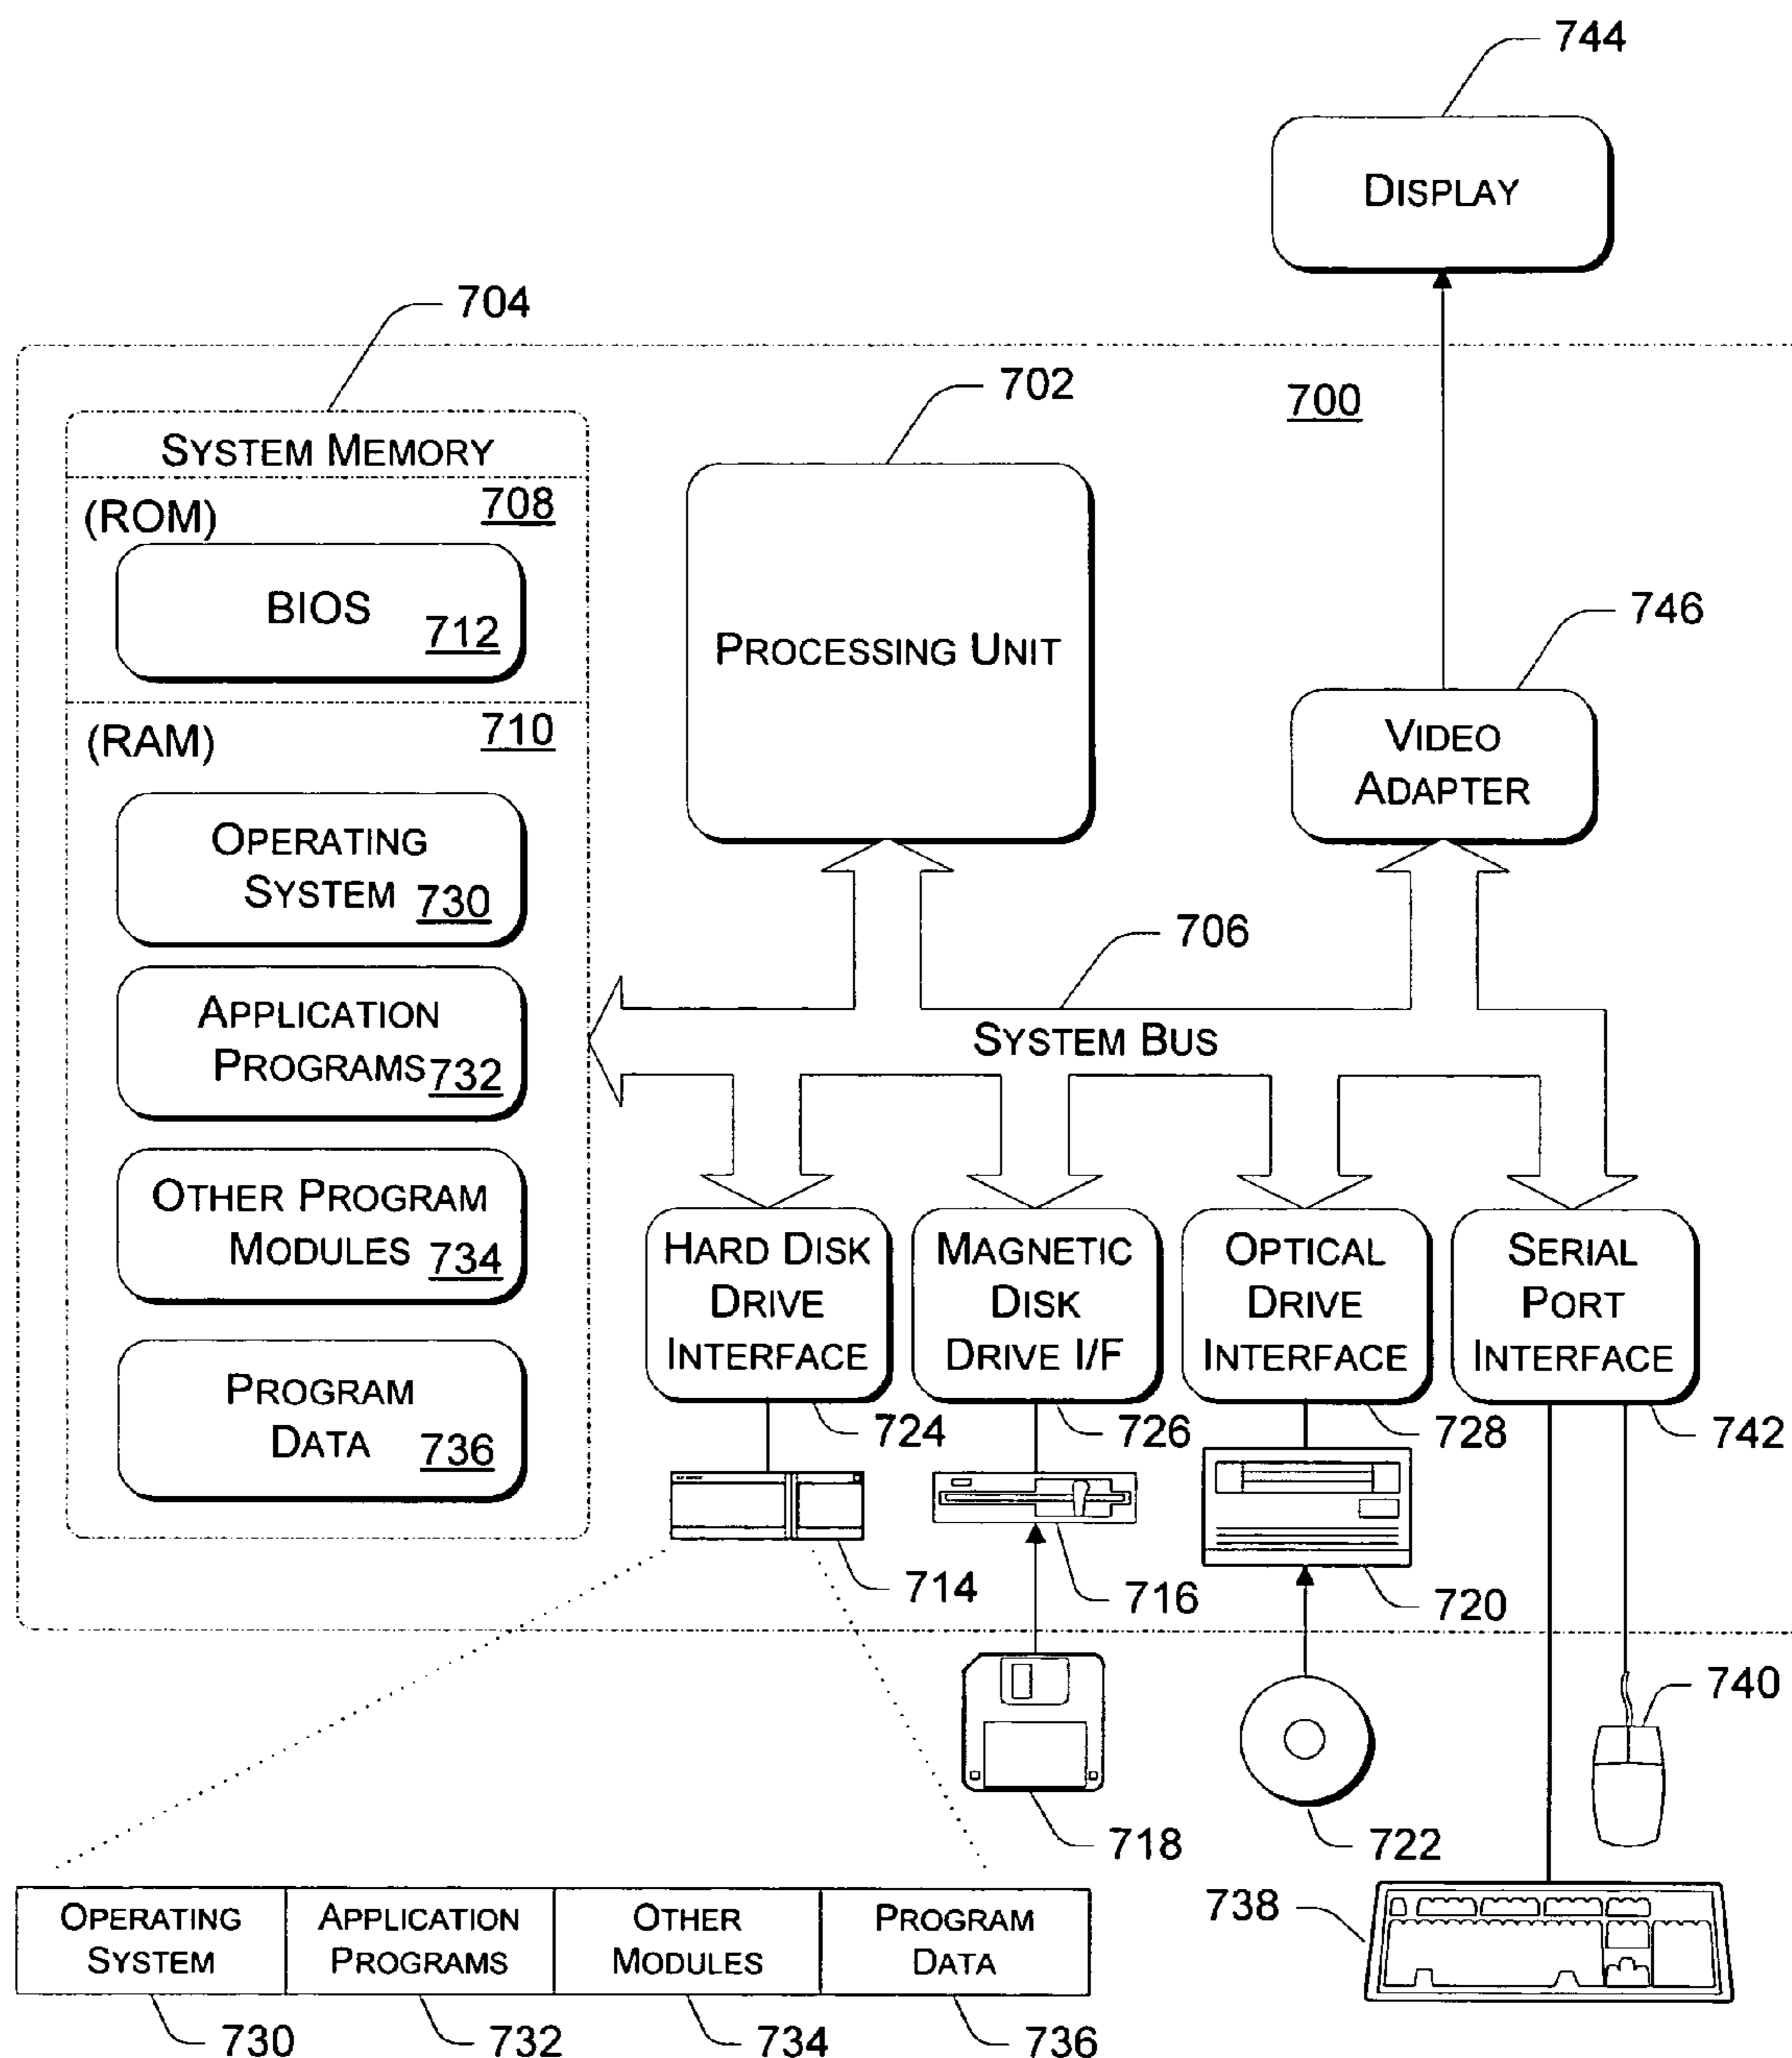 744
DISPLAY
704
702
700
SYSTEM MEMORY
(ROM)
708
BIOS
712
PROCESSING UNIT
746
VIDEO
ADAPTER
(RAM)
710
OPERATING
SYSTEM 730
706
APPLICATION
PROGRAMS 732
SYSTEM BUS
OTHER PROGRAM
MODULES 734
HARD DISK
DRIVE
INTERFACE
MAGNETIC
DISK
DRIVE I/F
OPTICAL
DRIVE
INTERFACE
SERIAL
PORT
INTERFACE
PROGRAM
DATA 736
724
726
728
742
714
716
720
740
718
722
738
OPERATING
SYSTEM
APPLICATION
PROGRAMS
OTHER
MODULES
PROGRAM
DATA
730
732
734
736